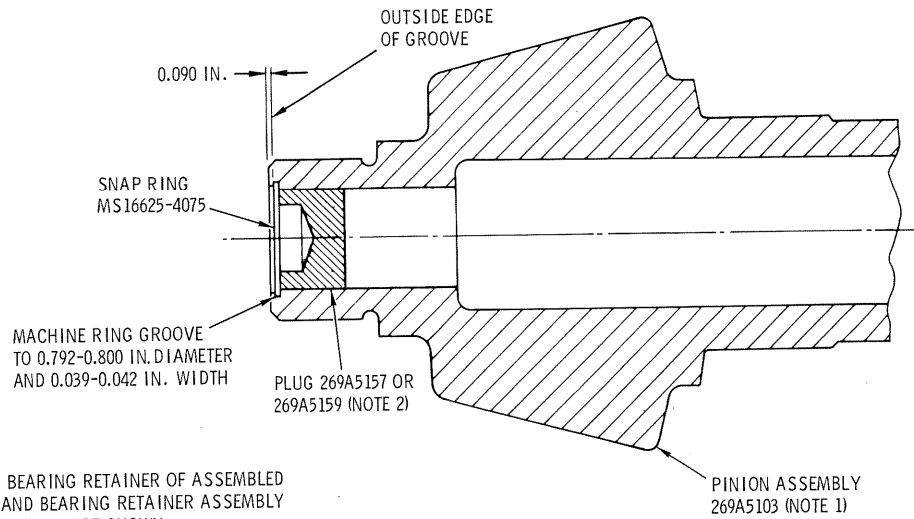 OUTSIDE EDGE
OF GROOVE
0.090 IN.
SNAP RING
MS16625-4075
MACHINE RING GROOVE
TO 0.792-0.800 IN. DIAMETER
AND 0.039-0.042 IN. WIDTH
PLUG 269A5157 OR
269A5159 (NOTE 2)
BEARING RETAINER OF ASSEMBLED
AND BEARING RETAINER ASSEMBLY
PINION ASSEMBLY
269A5103 (NOTE 1)